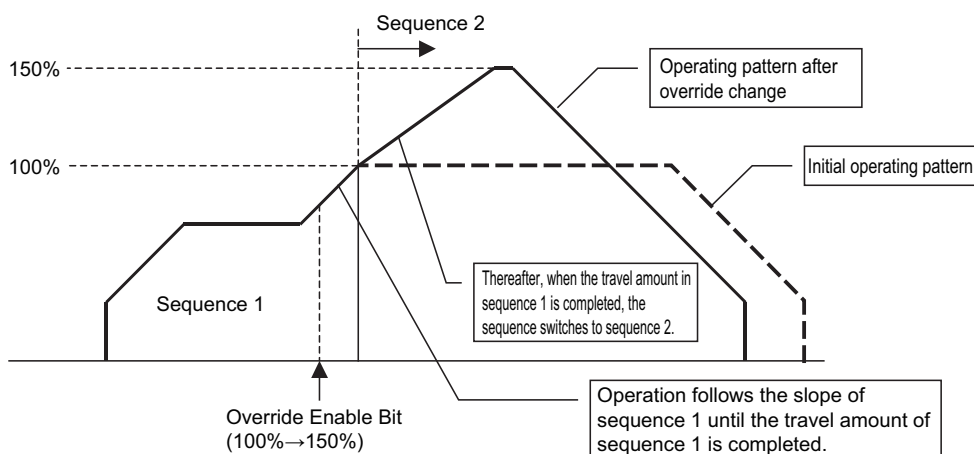 Sequence 2
150%
Operating pattern after
override change
100%
Initial operating pattern
Thereafter, when the travel amount in
sequence 1 is completed, the
sequence switches to sequence 2.
Sequence 1
Override Enable Bit
(100%→150%)
Operation follows the slope of
sequence 1 until the travel amount of
sequence 1 is completed.